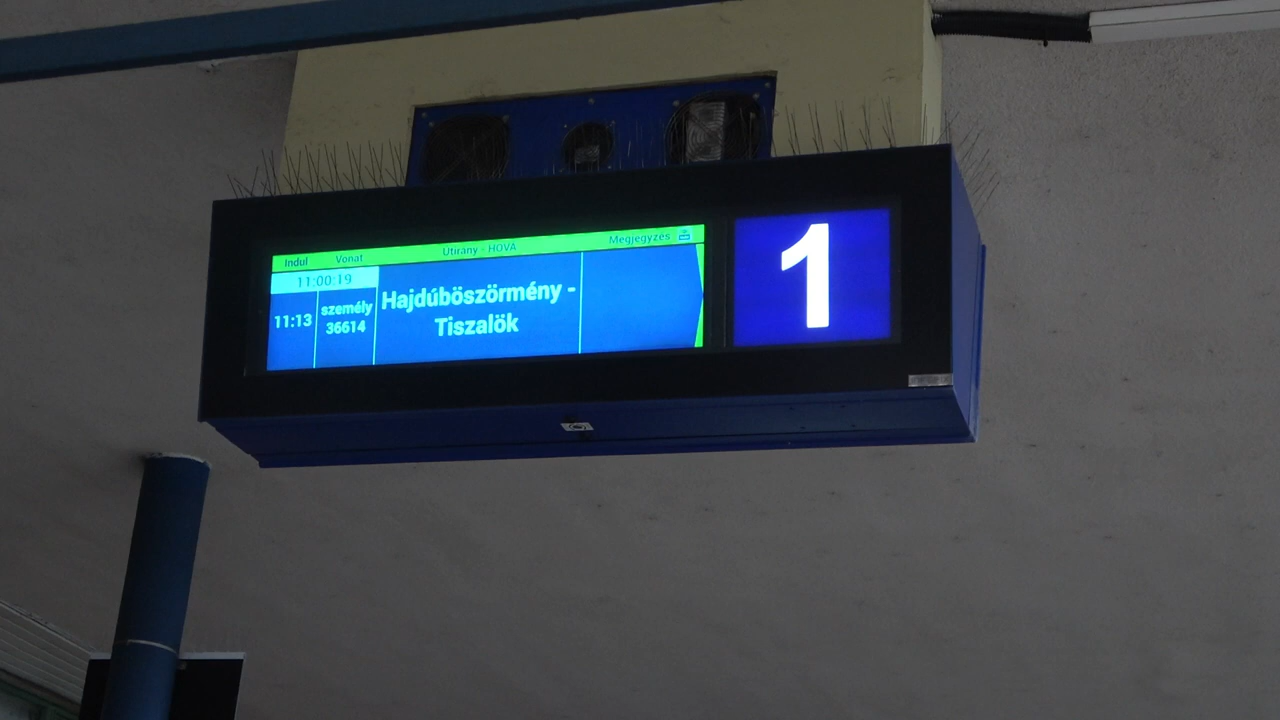 Indul Vonat Útirány - HOVÁ Megjegyzés
11:00:19
11:13 személy 36614
Hajdúböszörmény -
Tiszalök
1